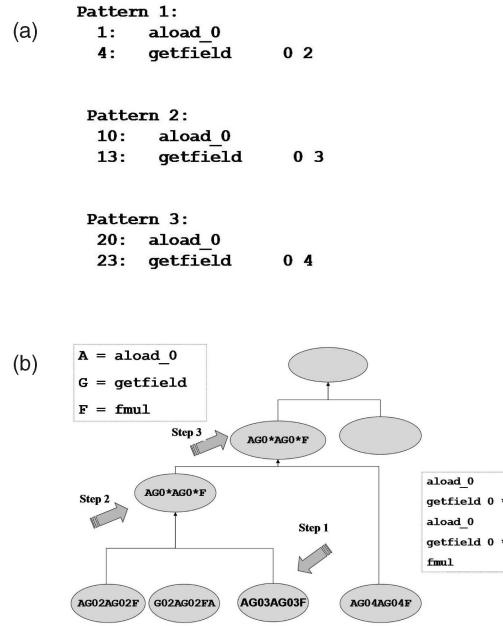 (a)
Pattern 1:
1: aload_0
4: getfield 0 2
Pattern 2:
10: aload_0
13: getfield 0 3
Pattern 3:
20: aload_0
23: getfield 0 4
(b)
A = aload_0
G = getfield
F = fmul
Step 3
AG0*AG0*F
Step 2
AG0*AG0*F
Step 1
aload_0
getfield 0 *
aload_0
getfield 0 *
fmul
AG02AG02F
G02AG02FA
AG03AG03F
AG04AG04F